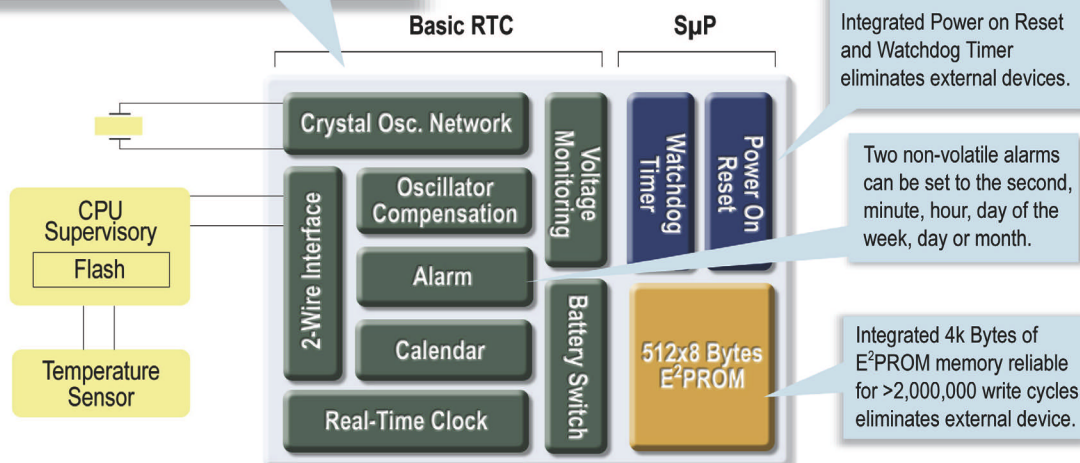 Basic RTC
SµP
Integrated Power on Reset
and Watchdog Timer
eliminates external devices.
Crystal Osc. Network
Voltage
Monitoring
Watchdog
Timer
Power On
Reset
Two non-volatile alarms
can be set to the second,
minute, hour, day of the
week, day or month.
2-Wire Interface
Oscillator
Compensation
CPU
Supervisory
Flash
Alarm
Battery Switch
512x8 Bytes
E²PROM
Calendar
Integrated 4k Bytes of
E²PROM memory reliable
for >2,000,000 write cycles
eliminates external device.
Temperature
Sensor
Real-Time Clock